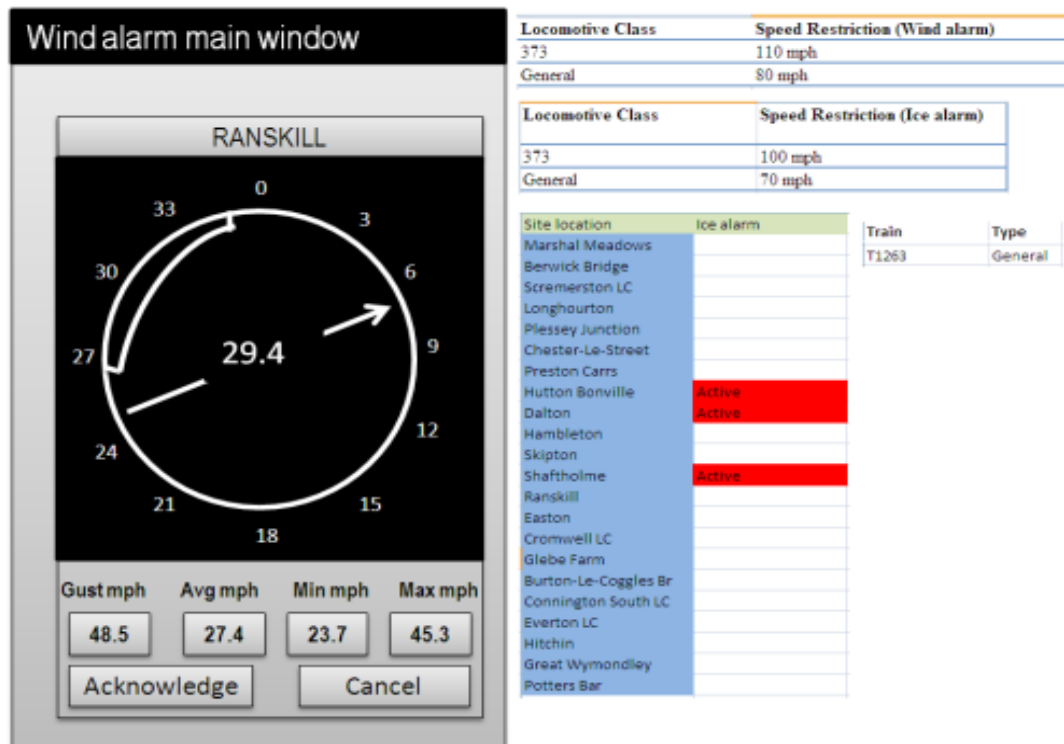 Wind alarm main window
RANSKILL
0
3
6
9
12
15
18
21
24
27
30
33
29.4
Gust mph Avg mph Min mph Max mph
48.5 27.4 23.7 45.3
Acknowledge Cancel
Locomotive Class Speed Restriction (Wind alarm)
373 110 mph
General 80 mph
Locomotive Class Speed Restriction (Ice alarm)
373 100 mph
General 70 mph
Site location Ice alarm
Marshal Meadows
Berwick Bridge
Scremerston LC
Longhourton
Plessey Junction
Chester-Le-Street
Preston Carrs
Hutton Bonville Active
Dalton Active
Hambleton
Skipton
Shaftholme Active
Ranskill
Easton
Cromwell LC
Glebe Farm
Burton-Le-Coggles Br
Connington South LC
Everton LC
Hitchin
Great Wymondley
Potters Bar
Train Type
T1263 General